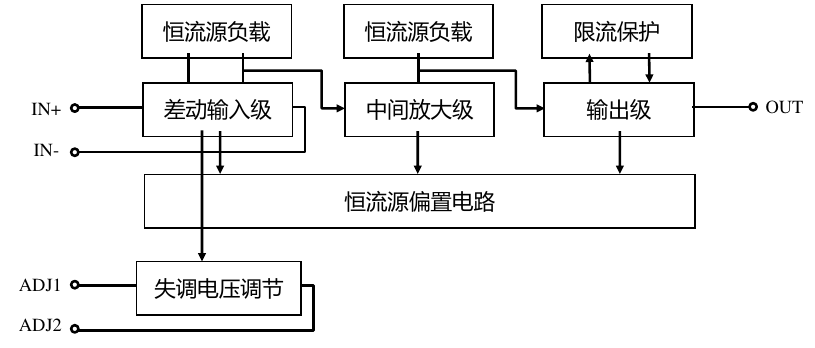 恒流源负载
恒流源负载
限流保护
IN+
差动输入级
中间放大级
输出级
OUT
IN-
恒流源偏置电路
ADJ1
失调电压调节
ADJ2